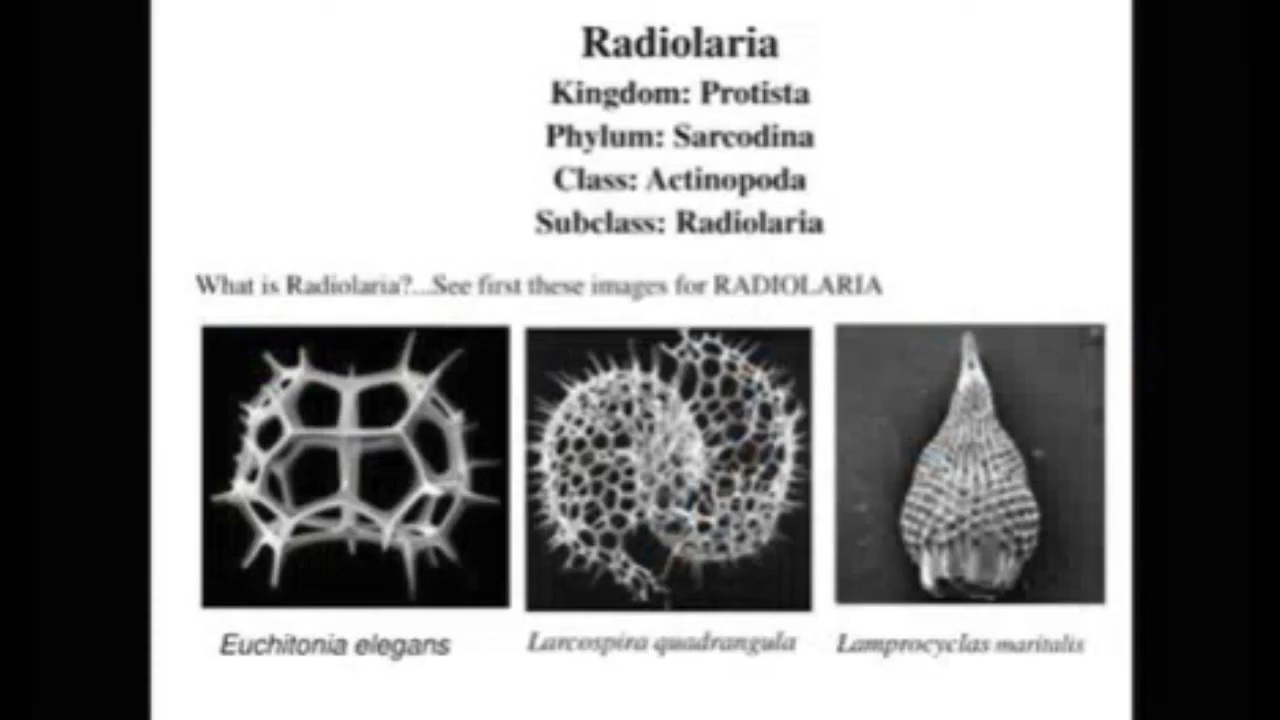 Radiolaria
Kingdom: Protista
Phylum: Sarcodina
Class: Actinopoda
Subclass: Radiolaria
What is Radiolaria?...See first these images for RADIOLARIA
Euchitonia elegans
Larcospira quadrangula
Lamprocyclas maritalis